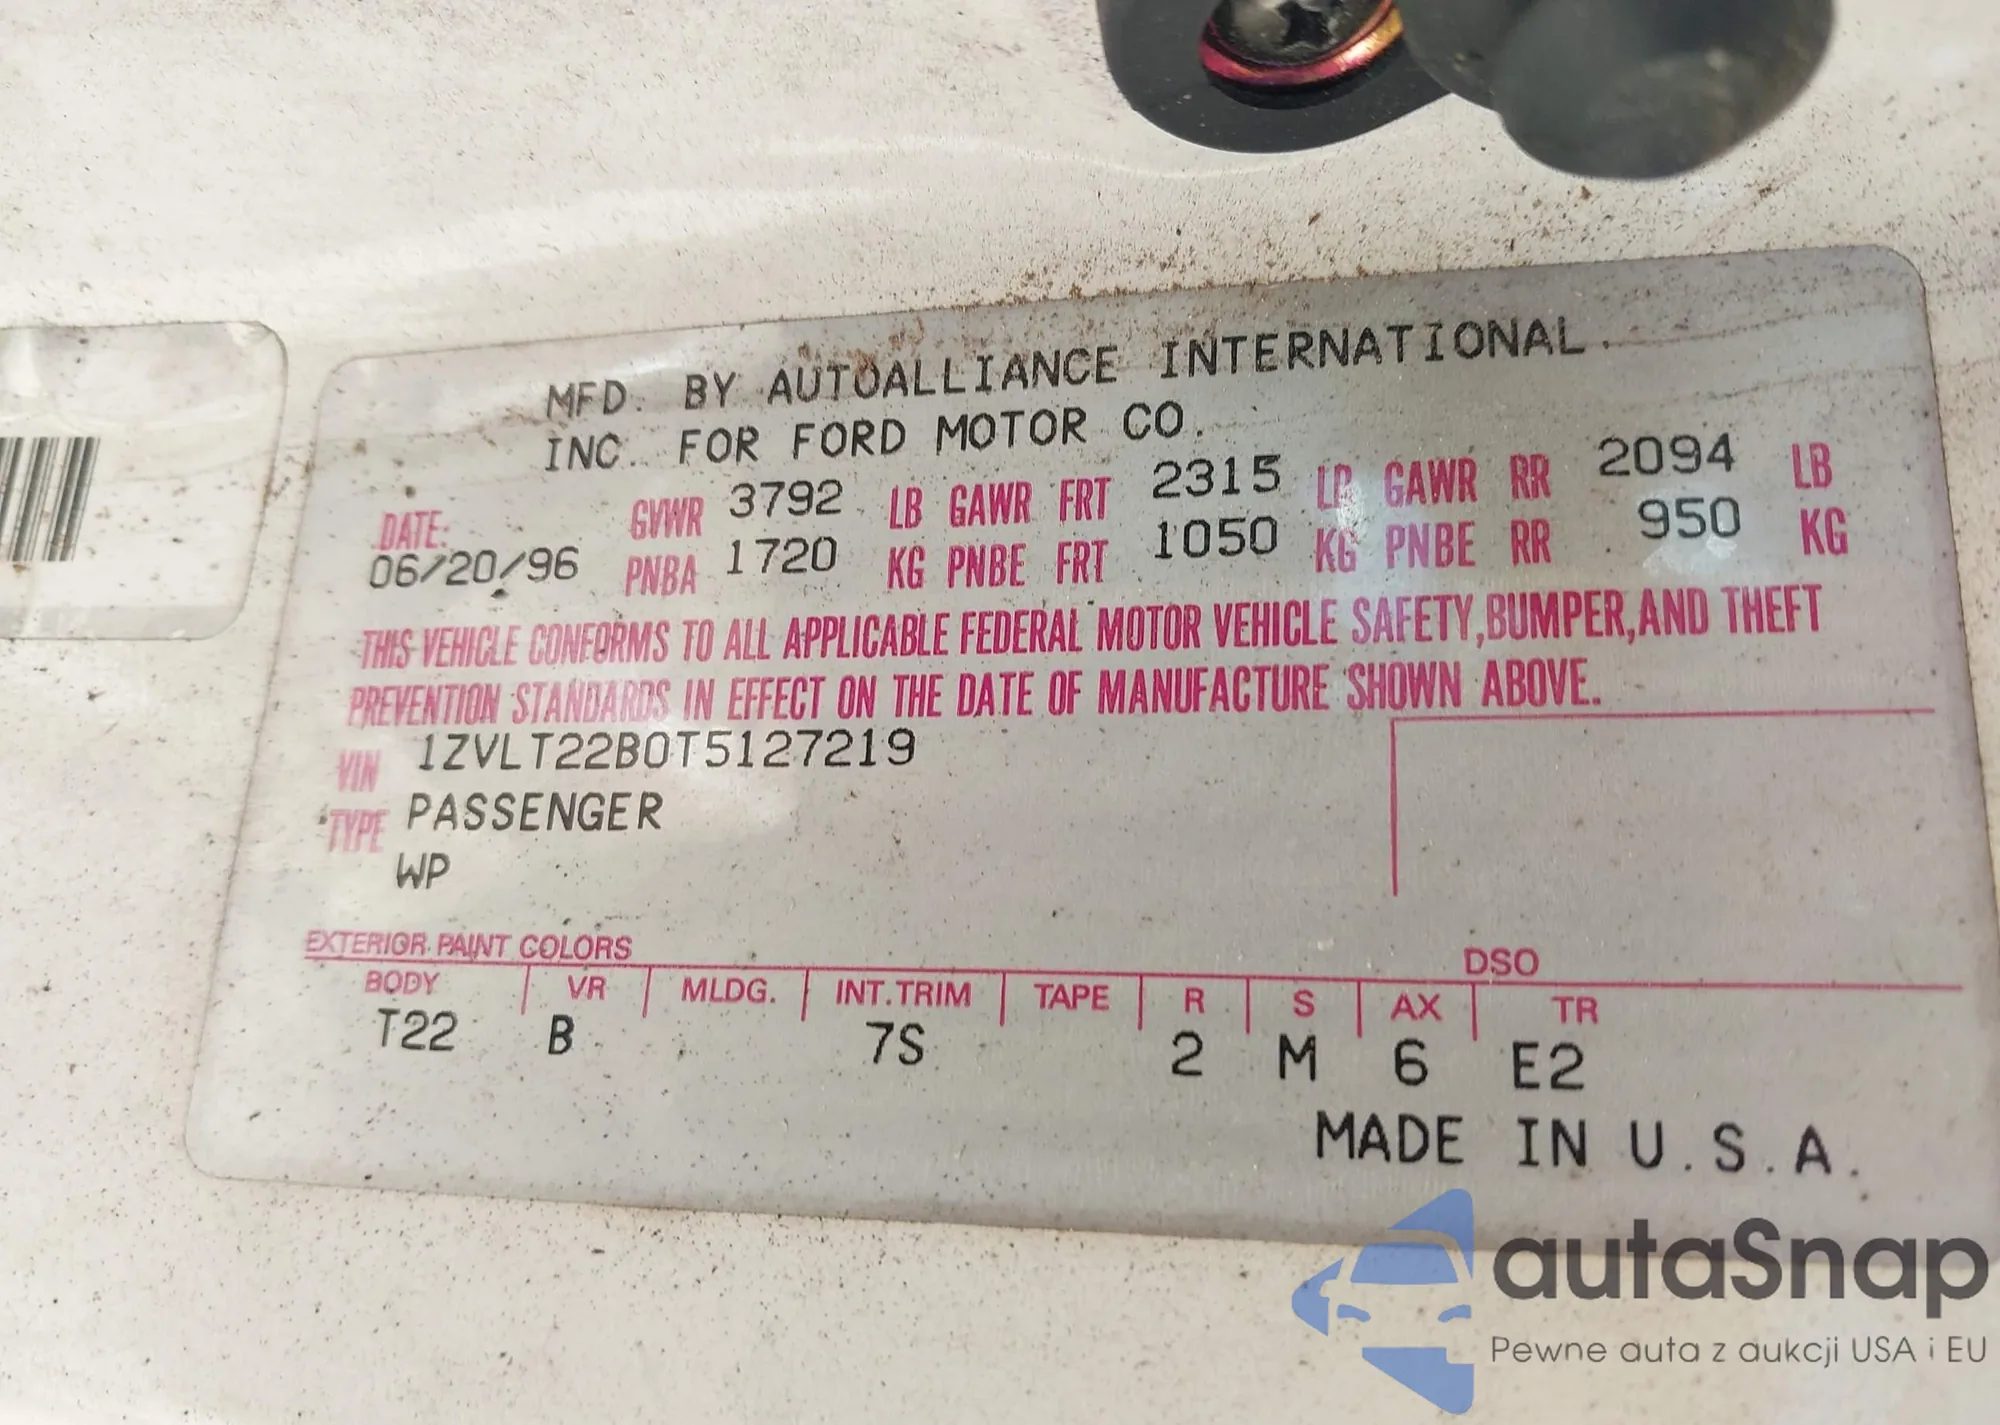 MFD. BY AUTOALLIANCE INTERNATIONAL.
INC. FOR FORD MOTOR CO.
DATE: GVWR 3792 LB GAWR FRT 2315 LB GAWR RR 2094 LB
06/20/96 PNBA 1720 KG PNBE FRT 1050 KG PNBE RR 950 KG
THIS VEHICLE CONFORMS TO ALL APPLICABLE FEDERAL MOTOR VEHICLE SAFETY, BUMPER, AND THEFT
PREVENTION STANDARDS IN EFFECT ON THE DATE OF MANUFACTURE SHOWN ABOVE.
VIN 1ZVLT22B0T5127219
TYPE PASSENGER
WP
EXTERIOR PAINT COLORS DSO
BODY VR MLDG. INT. TRIM TAPE R S AX TR
T22 B 7S 2 M 6 E2
MADE IN U.S.A.
autaSnap
Pewne auta z aukcji USA i EU